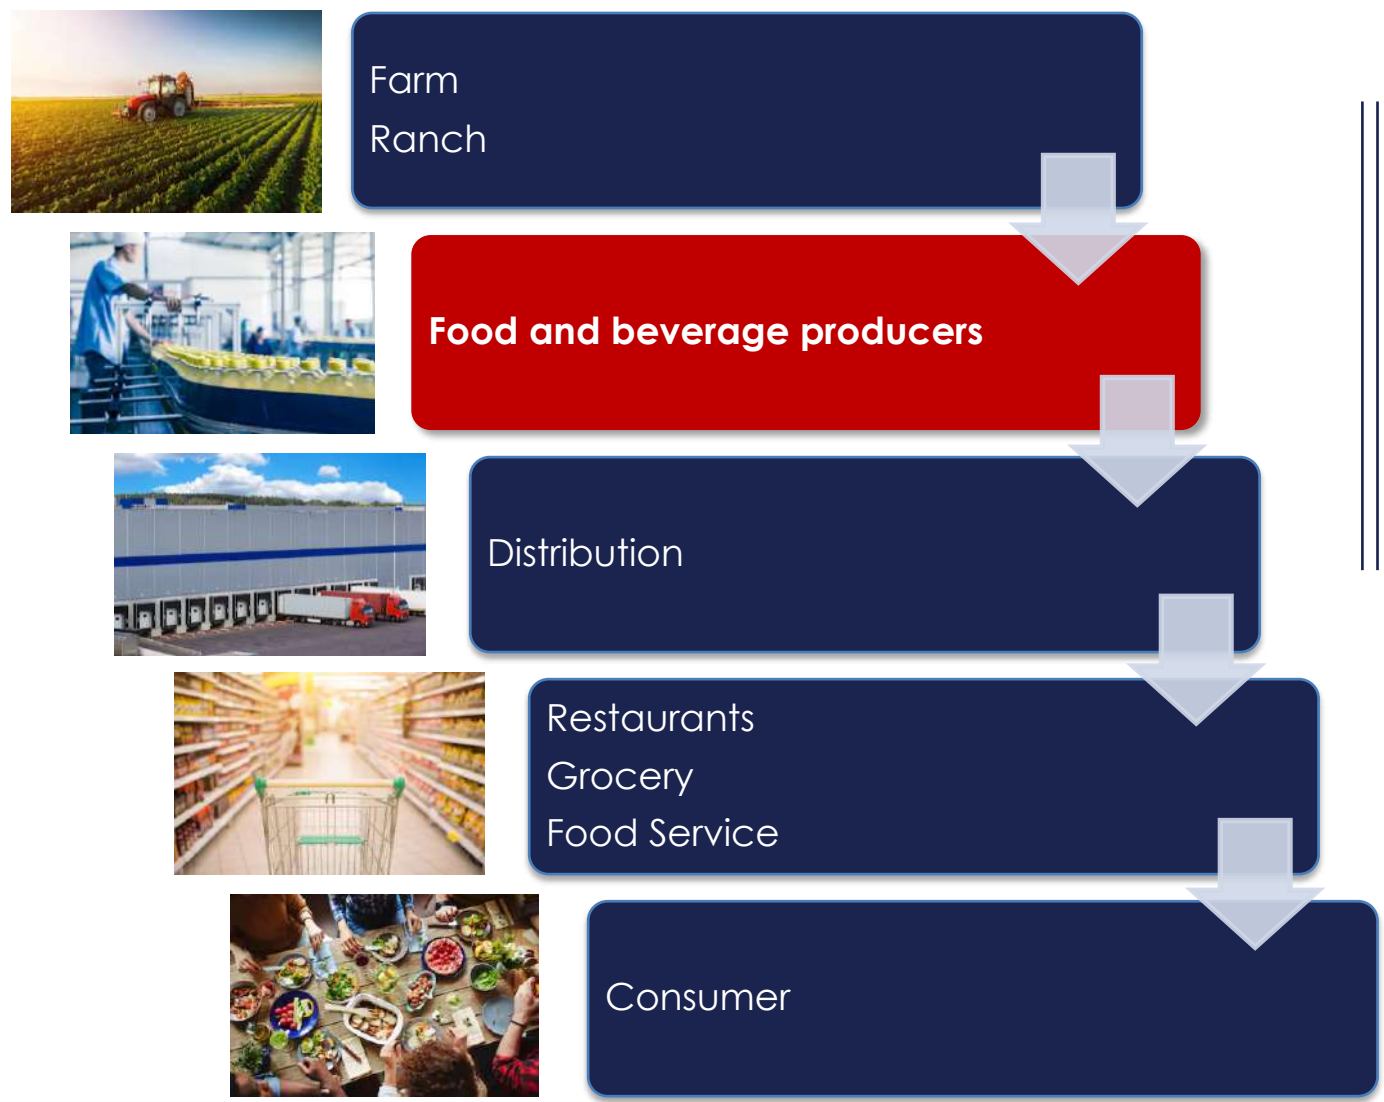 Farm
Ranch
Food and beverage producers
Distribution
Restaurants
Grocery
Food Service
Consumer